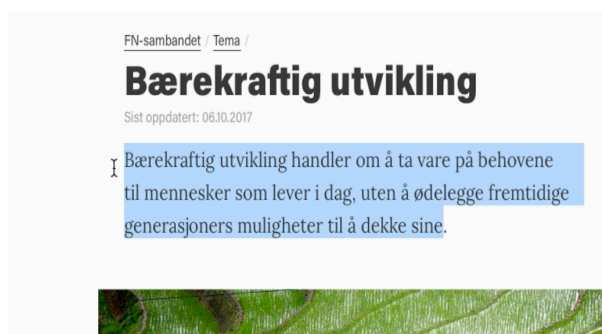 FN-sambandet / Tema /
Bærekraftig utvikling
Sist oppdatert: 06.10.2017
Bærekraftig utvikling handler om å ta vare på behovene
til mennesker som lever i dag, uten å ødelegge fremtidige
generasjoners muligheter til å dekke sine.